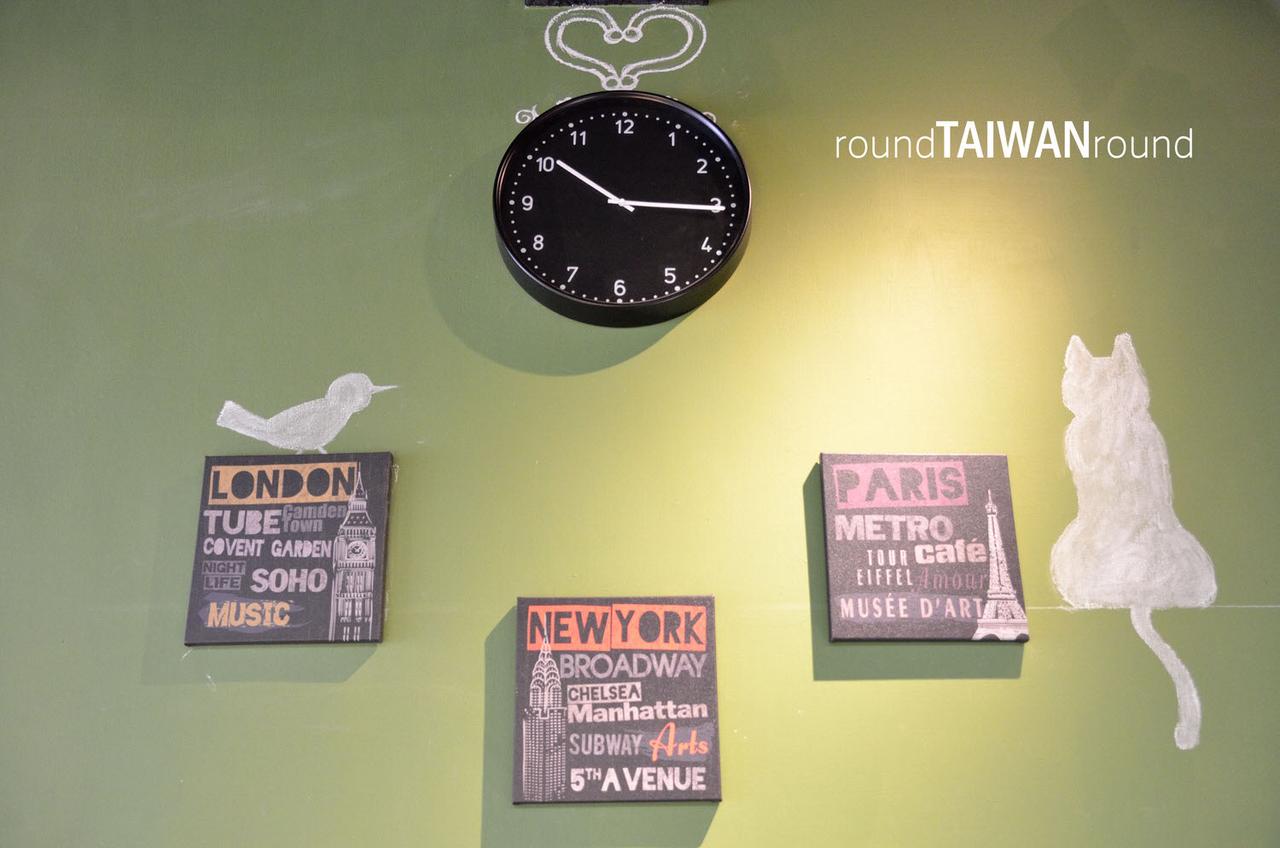 roundTAIWANround
12
11
1
10
2
9
3
8
4
7
5
6
LONDON
TUBE Camden Town
COVENT GARDEN
NIGHT LIFE SOHO
MUSIC
PARIS
METRO
TOUR café
EIFFEL Amour
MUSÉE D'ART
NEW YORK
BROADWAY
CHELSEA
Manhattan
SUBWAY Arts
5TH AVENUE